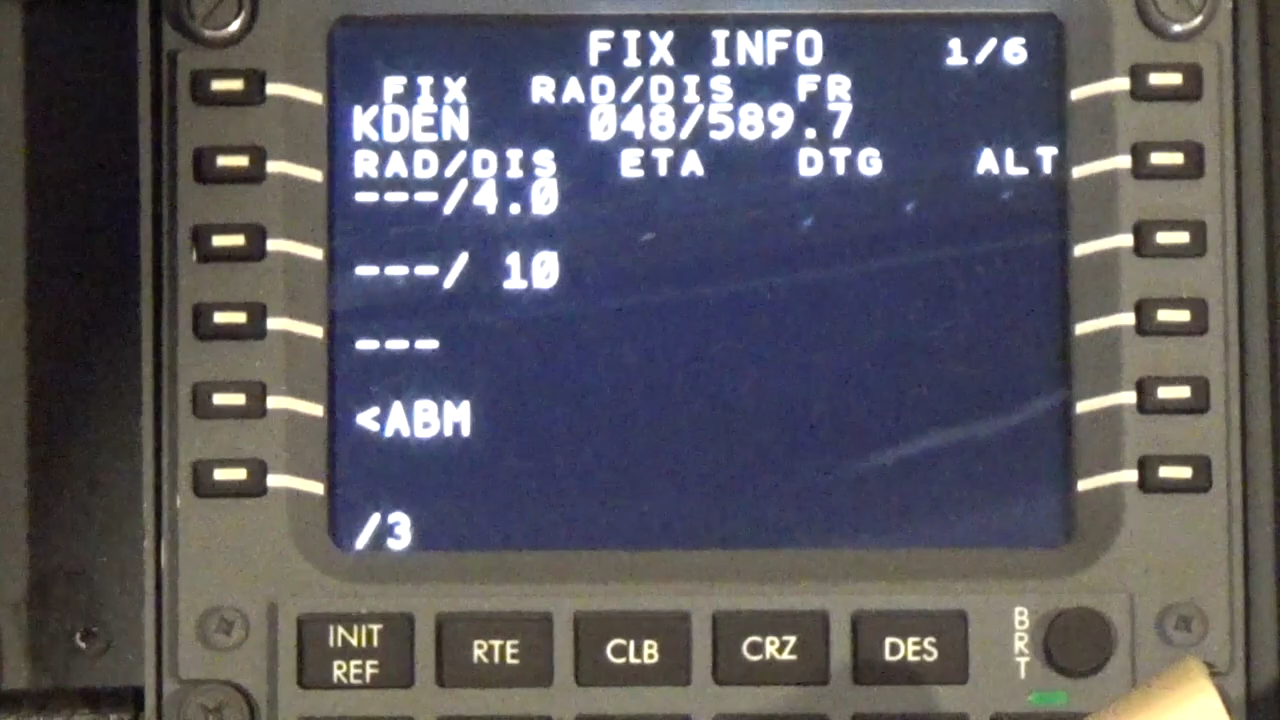 FIX INFO 1/6
FIX RAD/DIS FR
KDEN 048/589.7
RAD/DIS ETA DTG ALT
---/4.0
---/ 10
---
<ABM
/3
INIT REF RTE CLB CRZ DES BRT